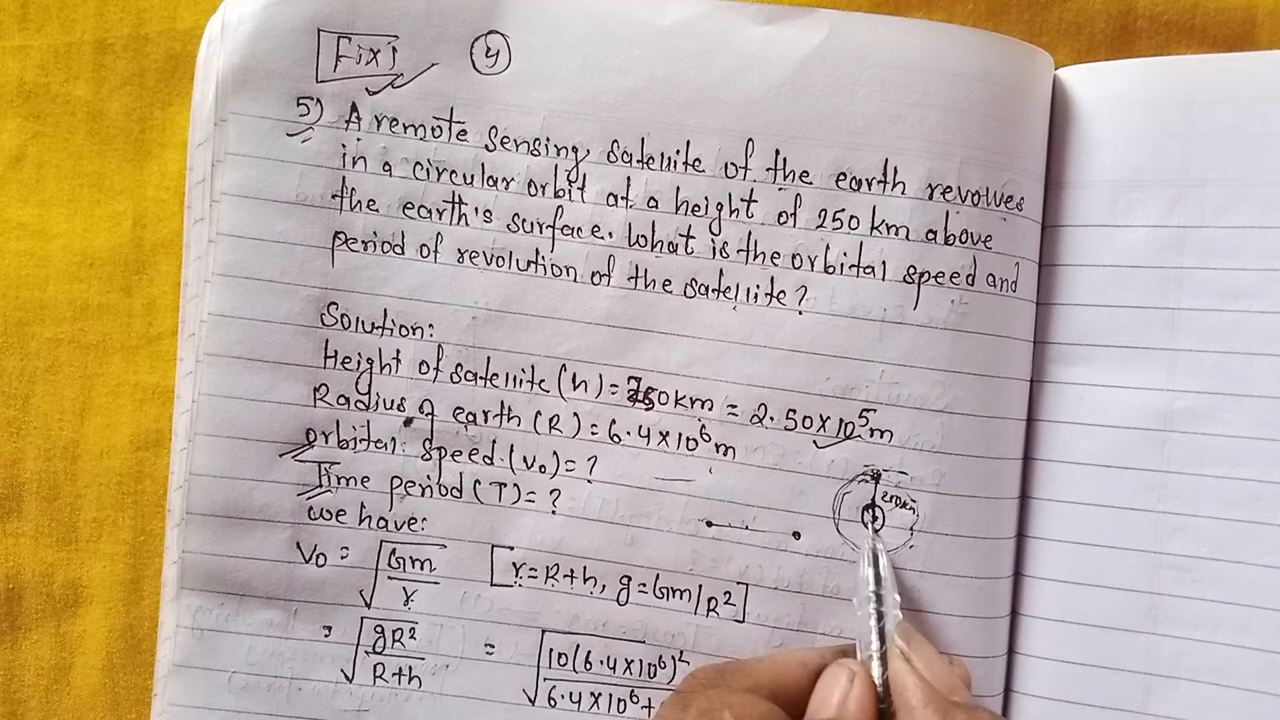 Fix!
4
5) A remote sensing satellite of the earth revolves
in a circular orbit at a height of 250 km above
the earth's surface. What is the orbital speed and
period of revolution of the satellite?
Solution:
Height of satellite (h) = 250 km = 2.50 × 10⁵ m
Radius of earth (R) = 6.4 × 10⁶ m
orbital speed (v₀) = ?
Time period (T) = ?
we have:
250km
V₀ = √(Gm/r) [r = R+h, g = Gm/R²]
= √(gR²/R+h) = √(10(6.4×10⁶)²/6.4×10⁶+